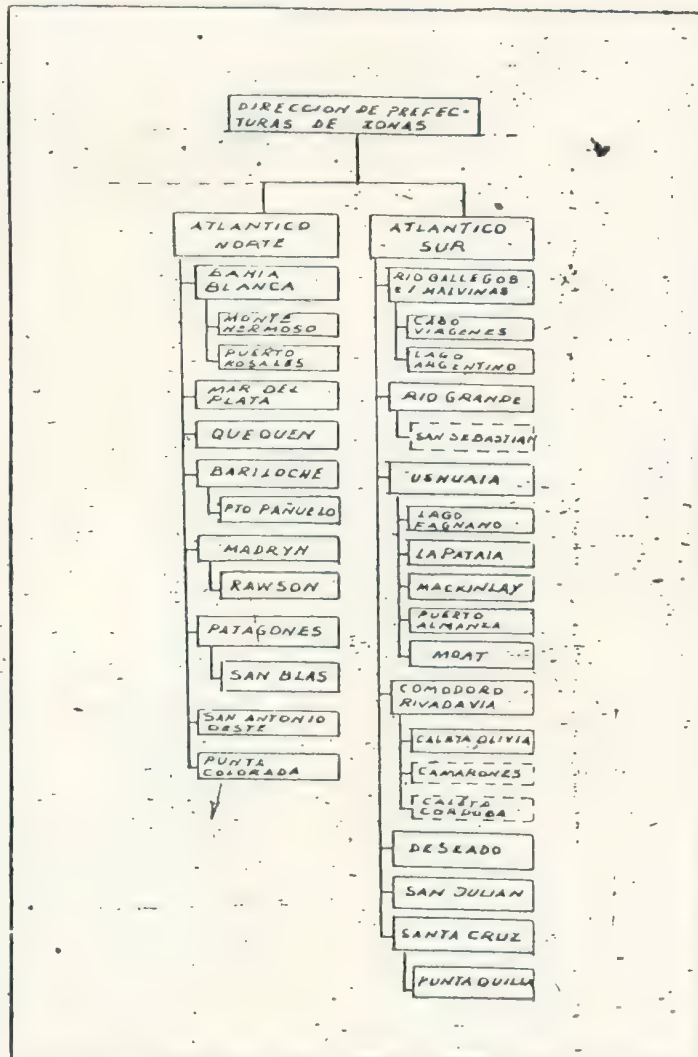 DIRECCION DE PREFEC-
TURAS DE ZONAS
ATLANTICO
NORTE
BAHIA
BLANCA
MONTE
HERMOSO
PUERTO
ROSALES
MAR DEL
PLATA
QUEQUEN
BARILOCHE
PTO PAÑUELO
MADRYN
RAWSON
PATAGONES
SAN BLAS
SAN ANTONIO
OESTE
PUNTA
COLORADA
ATLANTICO
SUR
RIO GALLEGOS
e I MALVINAS
CABO
VIRGENES
LAGO
ARGENTINO
RIO GRANDE
SAN SEBASTIAN
USHUAIA
LAGO
FAGNANO
LAPATAIA
MACKINLAY
PUERTO
ALMANZA
MOAT
COMODORO
RIVADAVIA
CALETA OLIVIA
CAMARONES
CALETA
CORDOBA
DESEADO
SAN JULIAN
SANTA CRUZ
PUNTA QUILLA